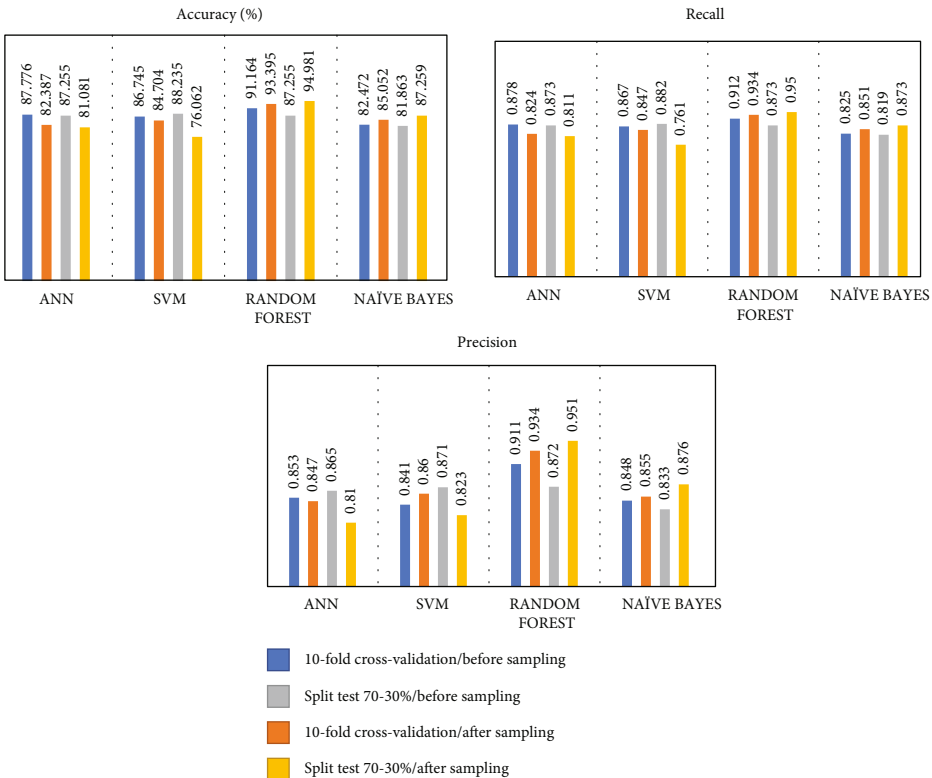 Accuracy (%)
87.776 82.387 87.255 81.081 86.745 84.704 88.235 76.062 91.164 93.395 87.255 94.981 82.472 85.052 81.863 87.259
ANN SVM RANDOM FOREST NAÏVE BAYES
Recall
0.878 0.824 0.873 0.811 0.867 0.847 0.882 0.761 0.912 0.934 0.873 0.95 0.825 0.851 0.819 0.873
ANN SVM RANDOM FOREST NAÏVE BAYES
Precision
0.853 0.847 0.865 0.81 0.841 0.86 0.871 0.823 0.911 0.934 0.872 0.951 0.848 0.855 0.833 0.876
ANN SVM RANDOM FOREST NAÏVE BAYES
10-fold cross-validation/before sampling
Split test 70-30%/before sampling
10-fold cross-validation/after sampling
Split test 70-30%/after sampling